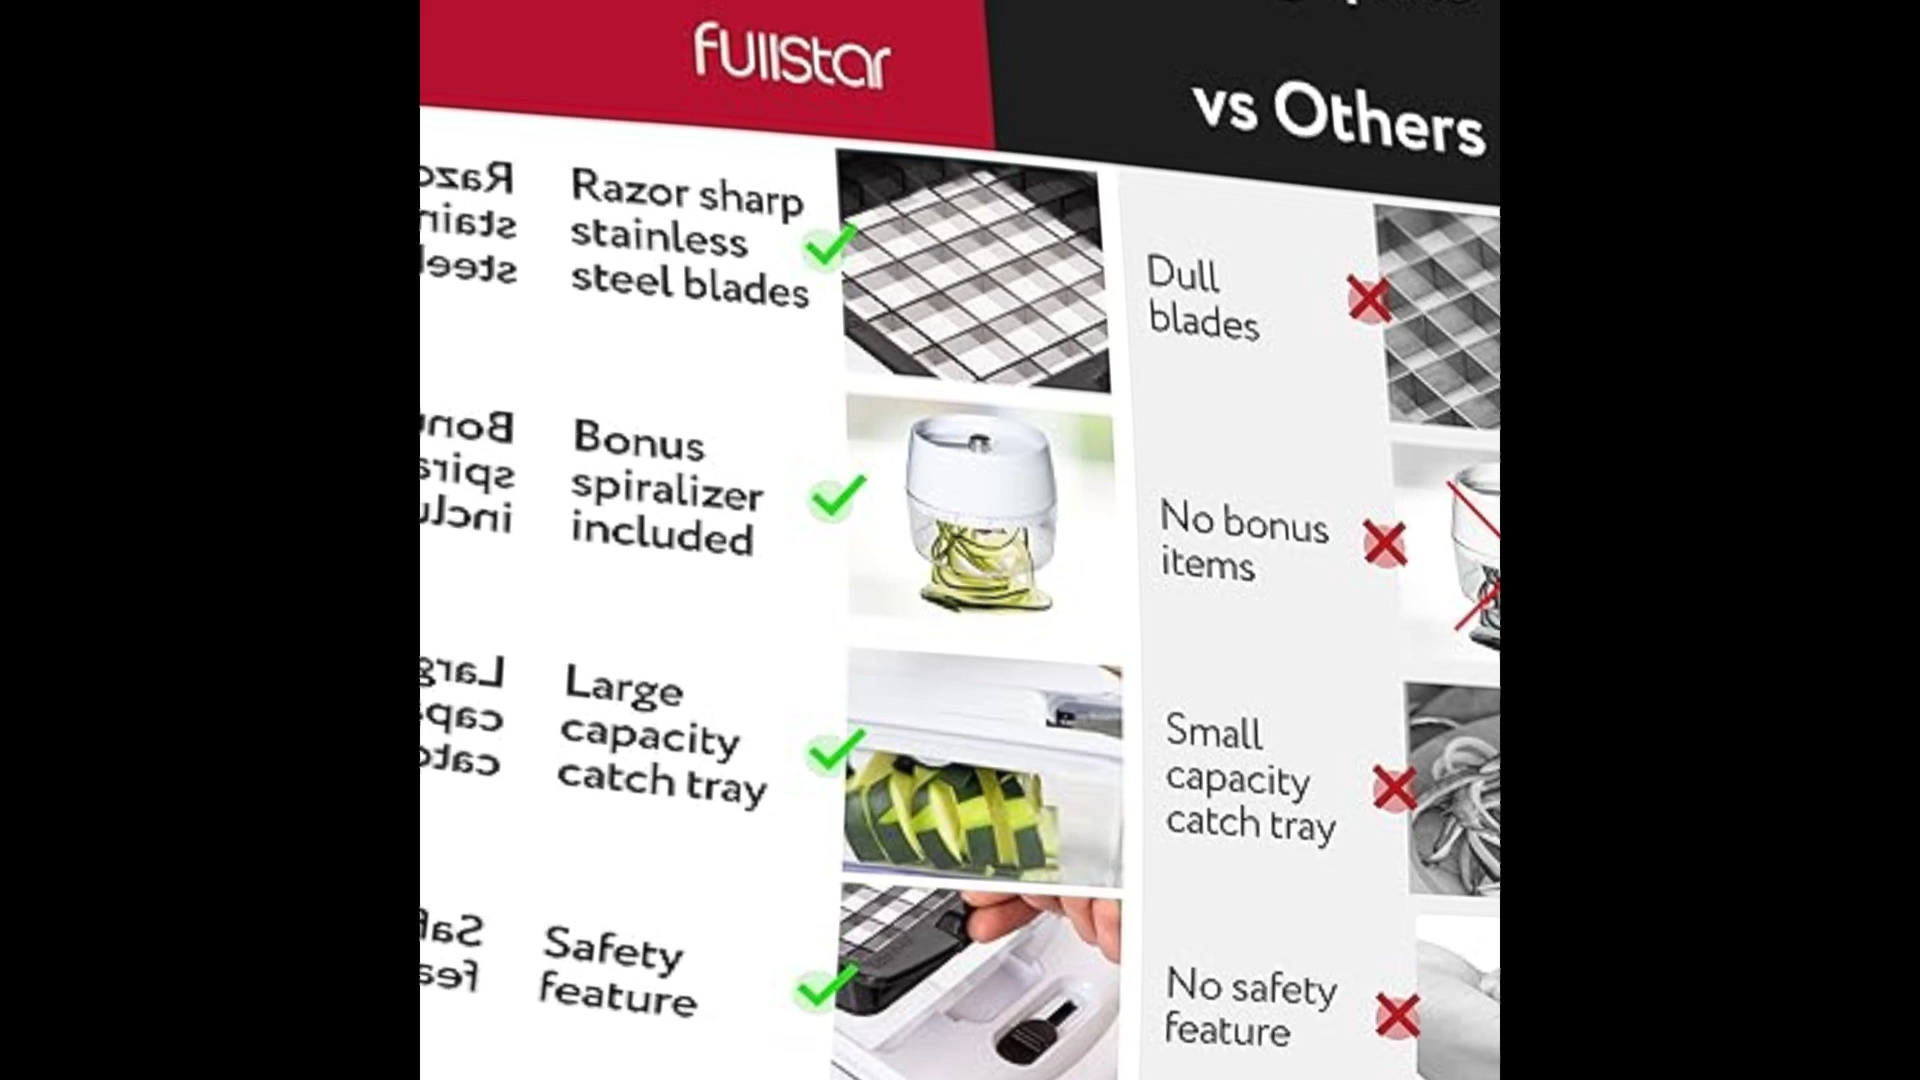 fullstar
vs Others
Razor sharp
stainless
steel blades
Dull
blades
Bonus
spiralizer
included
No bonus
items
Large
capacity
catch tray
Small
capacity
catch tray
Safety
feature
No safety
feature